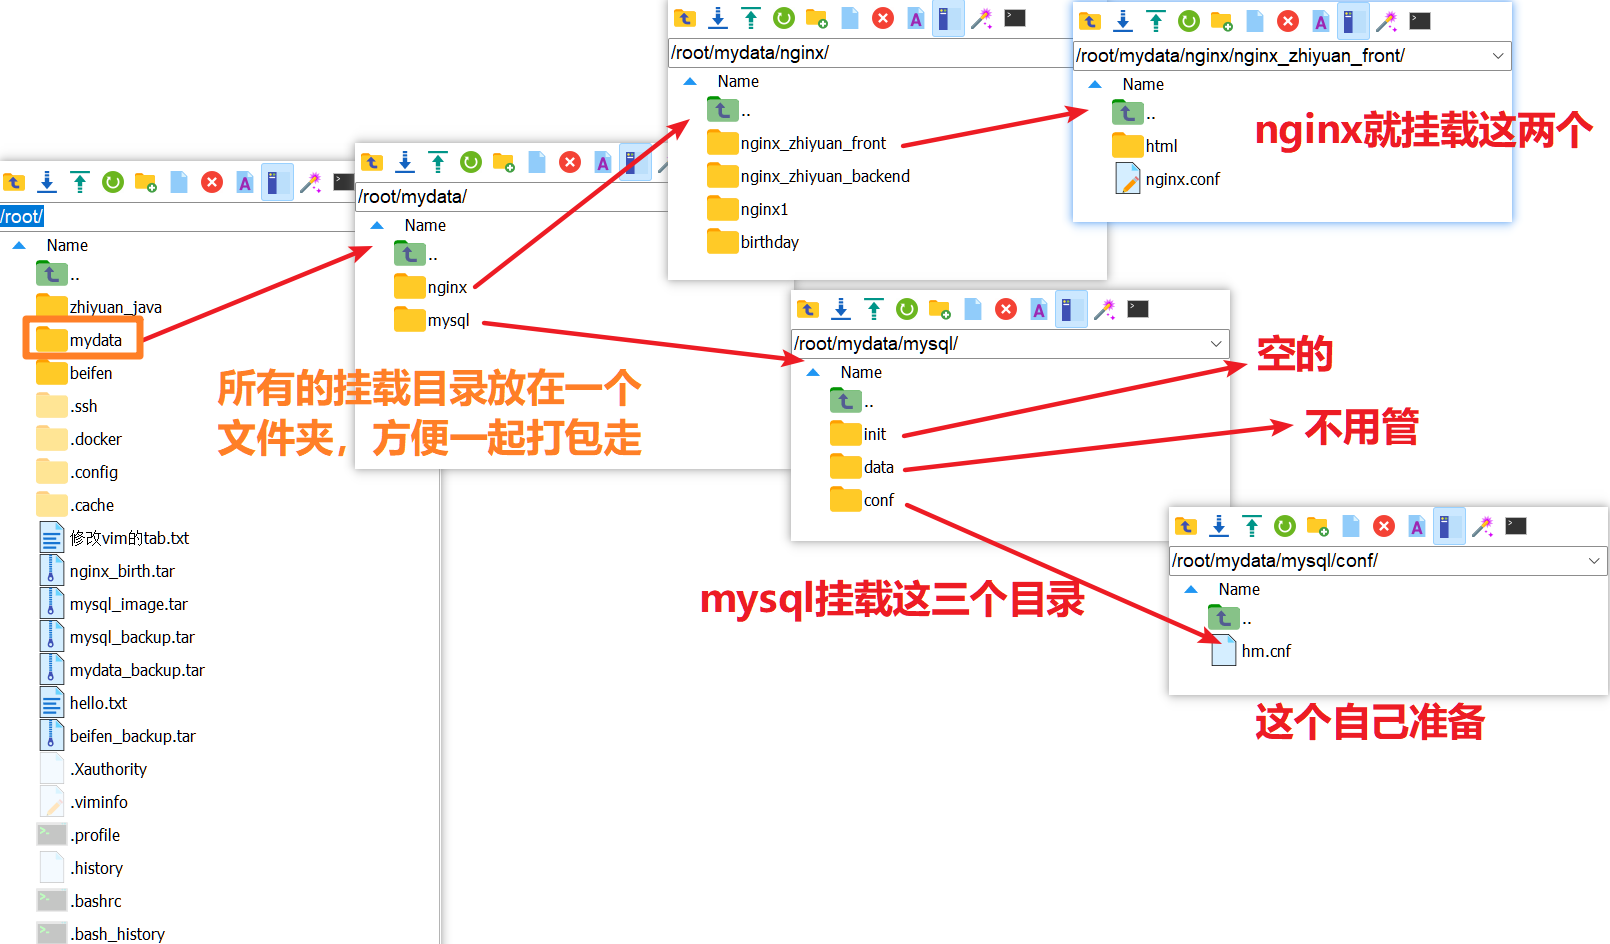 /root/
Name
..
zhiyuan_java
mydata
beifen
.ssh
.docker
.config
.cache
修改vim的tab.txt
nginx_birth.tar
mysql_image.tar
mysql_backup.tar
mydata_backup.tar
hello.txt
beifen_backup.tar
.Xauthority
.viminfo
.profile
.history
.bashrc
.bash_history
所有的挂载目录放在一个
文件夹，方便一起打包走
/root/mydata/
Name
..
nginx
mysql
/root/mydata/nginx/
Name
..
nginx_zhiyuan_front
nginx_zhiyuan_backend
nginx1
birthday
/root/mydata/nginx/nginx_zhiyuan_front/
Name
..
html
nginx.conf
nginx就挂载这两个
/root/mydata/mysql/
Name
..
init
data
conf
空的
不用管
mysql挂载这三个目录
/root/mydata/mysql/conf/
Name
..
hm.cnf
这个自己准备